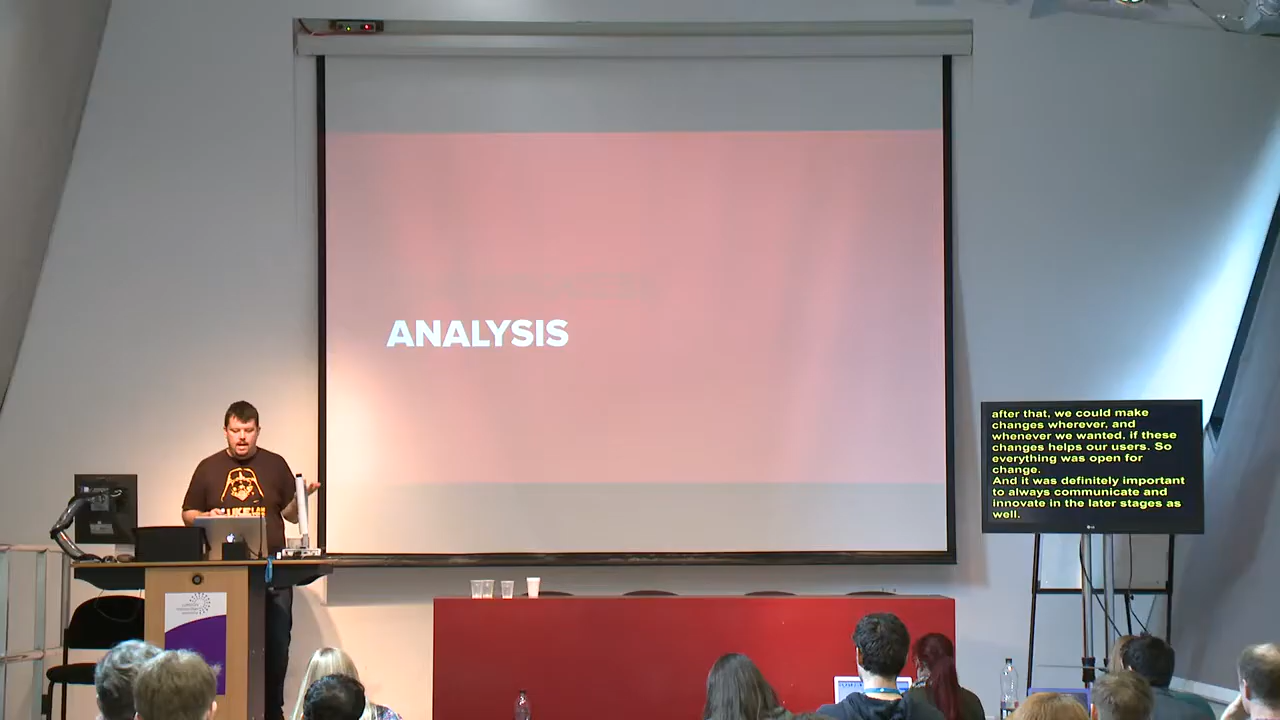 ANALYSIS
after that, we could make
changes wherever, and
whenever we wanted, if these
changes helps our users. So
everything was open for
change.
And it was definitely important
to always communicate and
innovate in the later stages as
well.